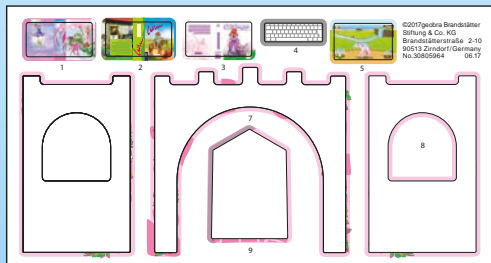 ©2017geobra Brandstätter
Stiftung & Co. KG
Brandstätterstraße 2-10
90513 Zirndorf/Germany
No.30805964 06.17
1
2
3
4
5
7
8
9